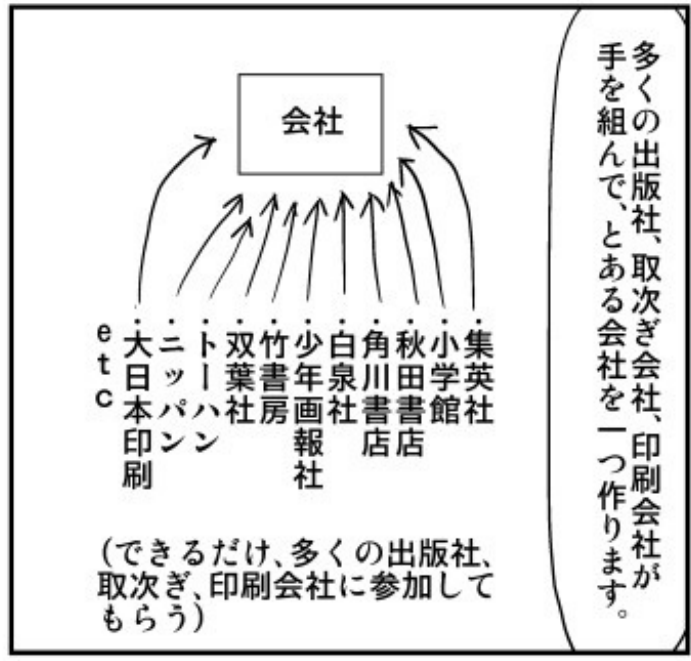 多くの出版社、取次ぎ会社、印刷会社が
手を組んで、とある会社を一つ作ります。
会社
・集英社
・小学館
・秋田書店
・角川書店
・白泉社
・少年画報社
・竹書房
・双葉社
・トーハン
・ニッパン
・大日本印刷
etc
(できるだけ、多くの出版社、
取次ぎ、印刷会社に参加して
もらう)